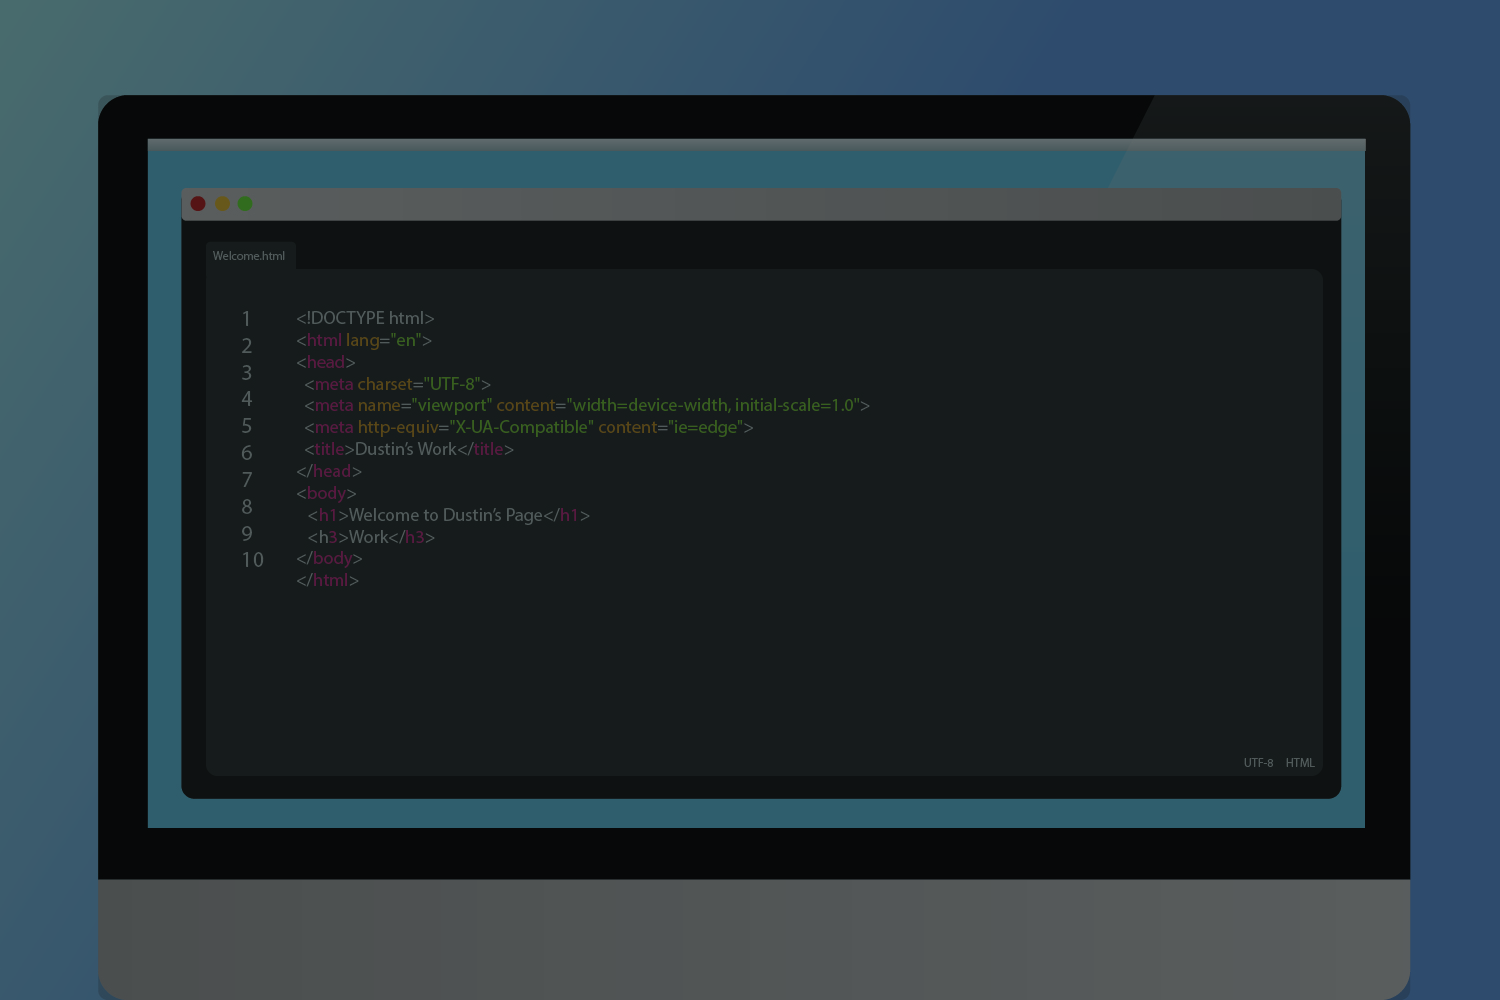 Welcome.html
1
2
3
4
5
6
7
8
9
10
<!DOCTYPE html>
<html lang="en">
<head>
<meta charset="UTF-8">
<meta name="viewport" content="width=device-width, initial-scale=1.0">
<meta http-equiv="X-UA-Compatible" content="ie=edge">
<title>Dustin’s Work</title>
</head>
<body>
<h1>Welcome to Dustin’s Page</h1>
<h3>Work</h3>
</body>
</html>
UTF-8 HTML